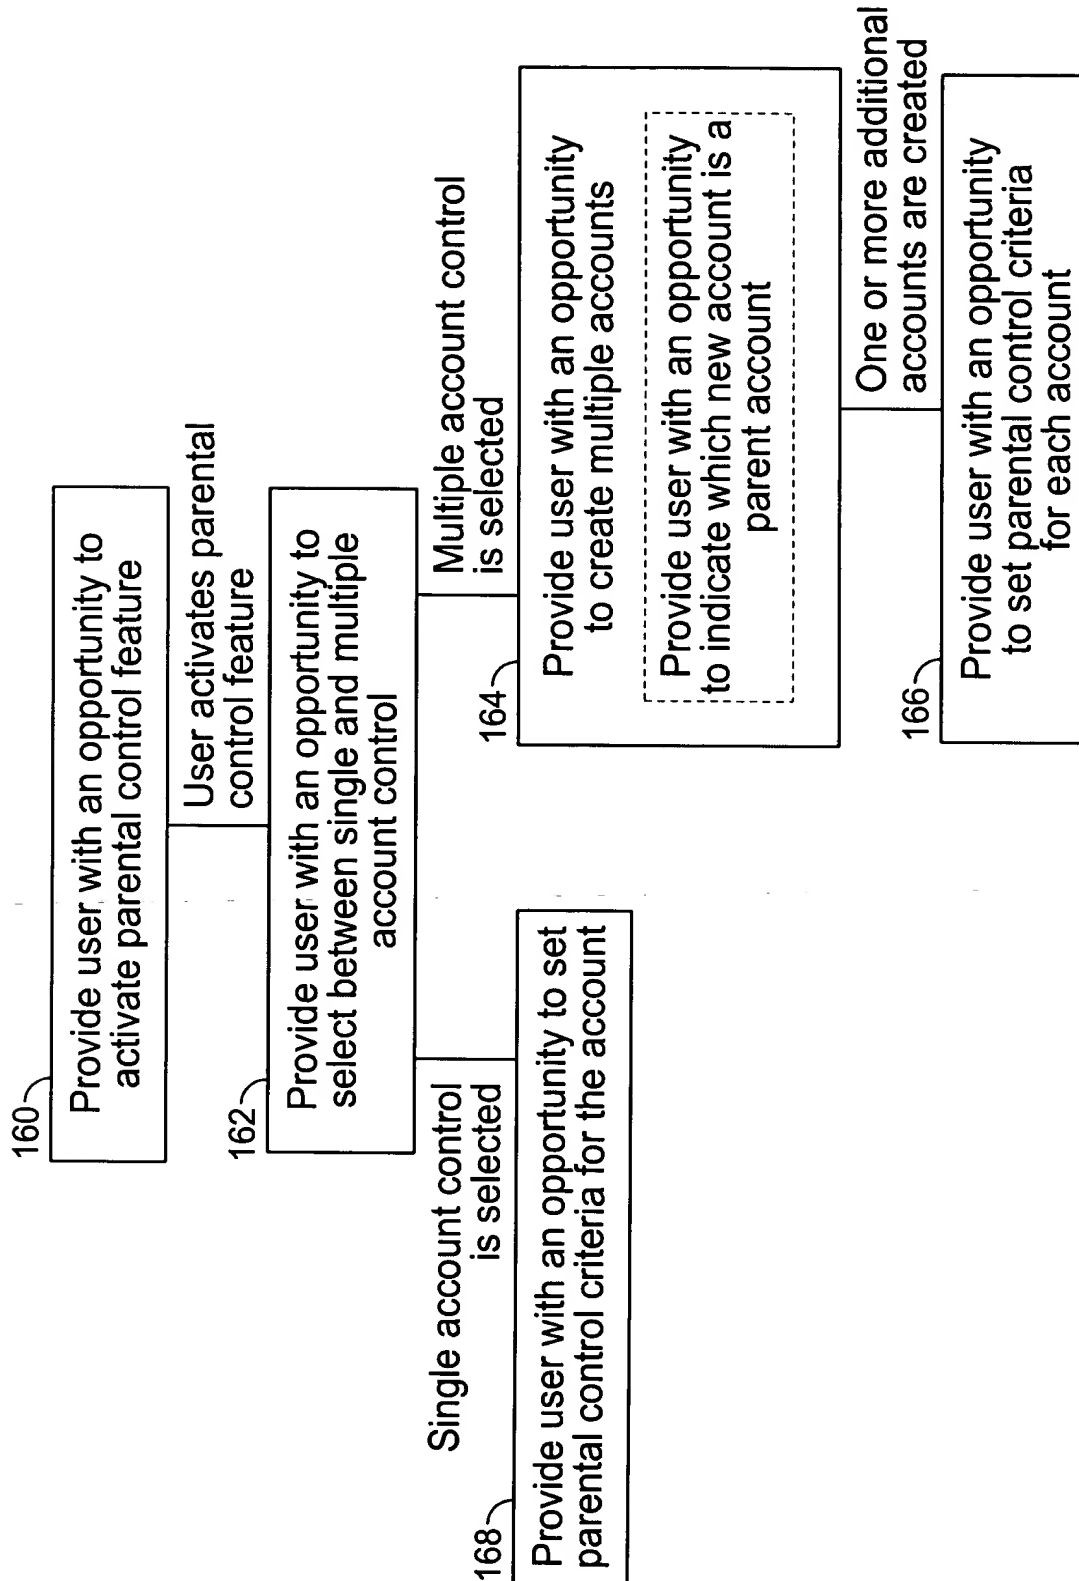 160
Provide user with an opportunity to
activate parental control feature
User activates parental
control feature
162
Provide user with an opportunity to
select between single and multiple
account control
Single account control
is selected
168
Provide user with an opportunity to set
parental control criteria for the account
Multiple account control
is selected
164
Provide user with an opportunity
to create multiple accounts
Provide user with an opportunity
to indicate which new account is a
parent account
One or more additional
accounts are created
166
Provide user with an opportunity
to set parental control criteria
for each account